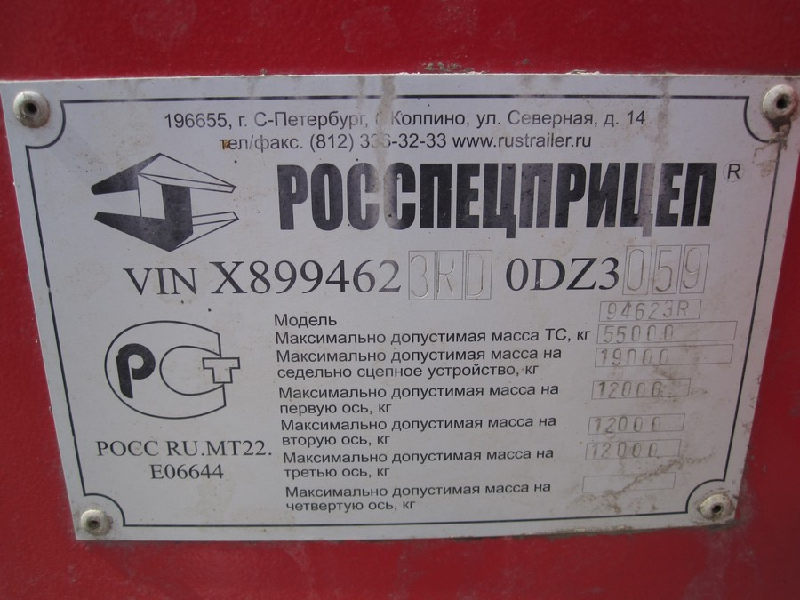 196655, г. С-Петербург, г Колпино, ул. Северная, д. 14
тел/факс. (812) 336-32-33 www.rustrailer.ru
РОССПЕЦПРИЦЕП ®
VIN X899462 3RD 0DZ3 059
Модель 94623R
Максимально допустимая масса ТС, кг 55000
Максимально допустимая масса на 19000
седельно сцепное устройство, кг
Максимально допустимая масса на 12000
первую ось, кг
Максимально допустимая масса на 12000
вторую ось, кг
Максимально допустимая масса на 12000
третью ось, кг
Максимально допустимая масса на
четвертую ось, кг
РСТ
РОСС RU.МТ22.
Е06644